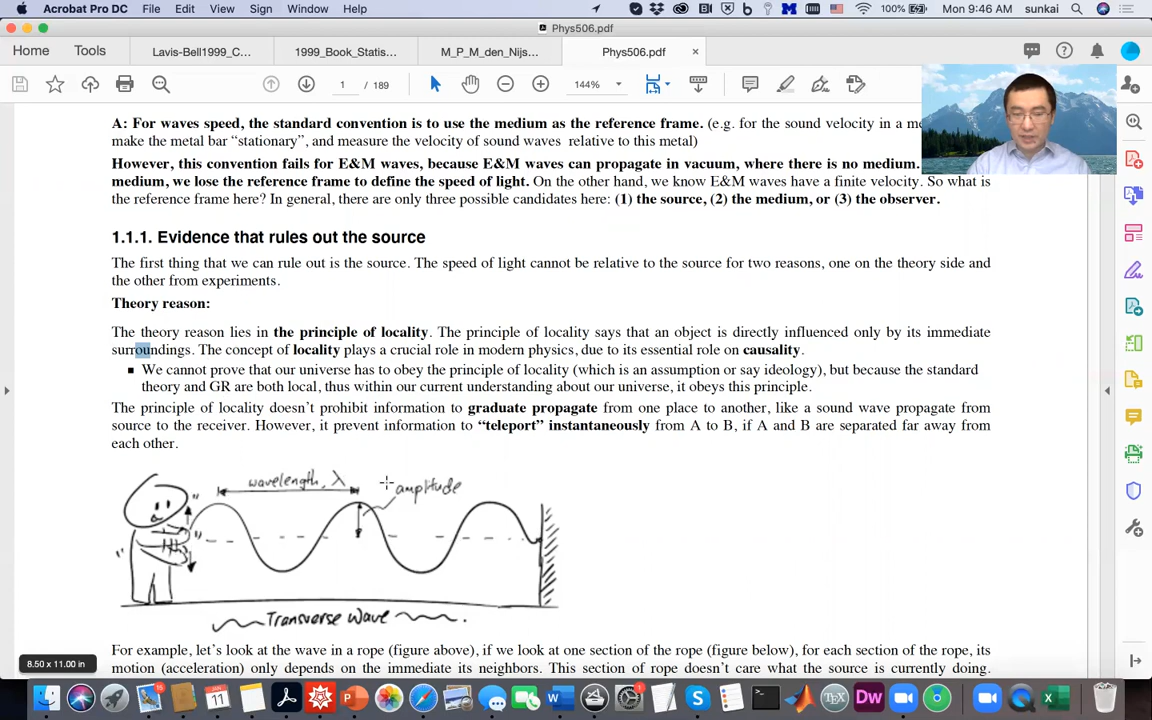 Acrobat Pro DC File Edit View Sign Window Help 100% Mon 9:46 AM sunkai
Phys506.pdf
Home Tools Lavis-Bell1999_C... 1999_Book_Statis... M_P_M_den_Nijs... Phys506.pdf ×
1 / 189 144%
A: For waves speed, the standard convention is to use the medium as the reference frame. (e.g. for the sound velocity in a me
make the metal bar “stationary”, and measure the velocity of sound waves relative to this metal)
However, this convention fails for E&M waves, because E&M waves can propagate in vacuum, where there is no medium.
medium, we lose the reference frame to define the speed of light. On the other hand, we know E&M waves have a finite velocity. So what is
the reference frame here? In general, there are only three possible candidates here: (1) the source, (2) the medium, or (3) the observer.
1.1.1. Evidence that rules out the source
The first thing that we can rule out is the source. The speed of light cannot be relative to the source for two reasons, one on the theory side and
the other from experiments.
Theory reason:
The theory reason lies in the principle of locality. The principle of locality says that an object is directly influenced only by its immediate
surroundings. The concept of locality plays a crucial role in modern physics, due to its essential role on causality.
▪ We cannot prove that our universe has to obey the principle of locality (which is an assumption or say ideology), but because the standard
theory and GR are both local, thus within our current understanding about our universe, it obeys this principle.
The principle of locality doesn’t prohibit information to graduate propagate from one place to another, like a sound wave propagate from
source to the receiver. However, it prevent information to “teleport” instantaneously from A to B, if A and B are separated far away from
each other.
wavelength, λ
amplitude
Transverse Wave
For example, let’s look at the wave in a rope (figure above), if we look at one section of the rope (figure below), for each section of the rope, its
motion (acceleration) only depends on the immediate its neighbors. This section of rope doesn’t care what the source is currently doing.
8.50 x 11.00 in